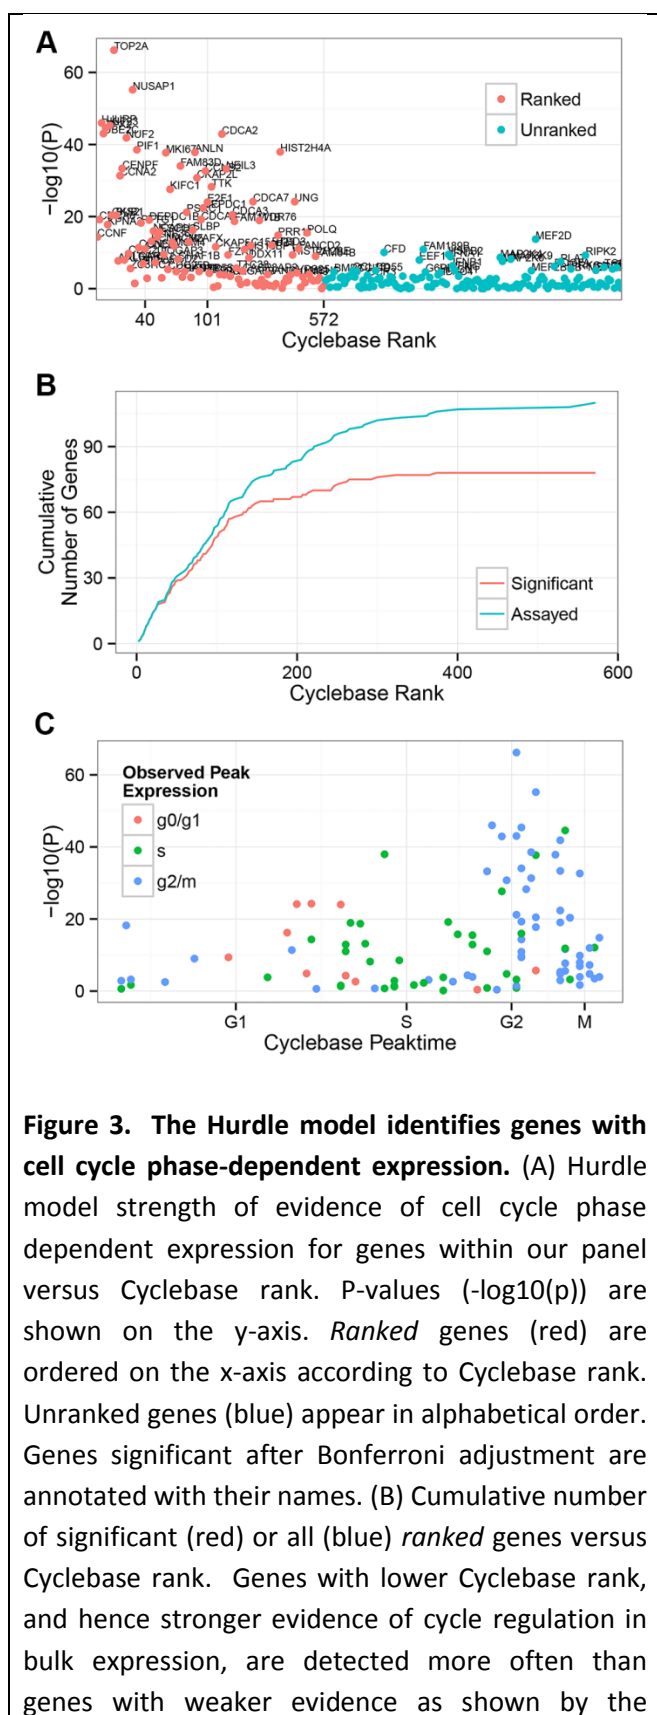 A
TOP2A
60
NUSAP1
Ranked
Unranked
NUF2
CDCA2
40
PIF1
MKI67
ANLN
HIST2H4A
CENPF
FAM83D
NEIL3
CCNA2
CKAP2L
KIFC1
TTK
E2F1
CDCA7
UNG
20
CDCA3
POLQ
PRR11
MEF2D
CCNF
CFD
FAM189B
RIPK2
EEF1
DDX11
0
−log10(P)
40
101
572
Cyclebase Rank
B
90
60
30
0
Cumulative
Number of Genes
Significant
Assayed
0
200
400
600
Cyclebase Rank
C
60
40
20
0
−log10(P)
Observed Peak
Expression
g0/g1
s
g2/m
G1
S
G2
M
Cyclebase Peaktime
Figure 3. The Hurdle model identifies genes with
cell cycle phase-dependent expression. (A) Hurdle
model strength of evidence of cell cycle phase
dependent expression for genes within our panel
versus Cyclebase rank. P-values (-log10(p)) are
shown on the y-axis. Ranked genes (red) are
ordered on the x-axis according to Cyclebase rank.
Unranked genes (blue) appear in alphabetical order.
Genes significant after Bonferroni adjustment are
annotated with their names. (B) Cumulative number
of significant (red) or all (blue) ranked genes versus
Cyclebase rank. Genes with lower Cyclebase rank,
and hence stronger evidence of cycle regulation in
bulk expression, are detected more often than
genes with weaker evidence as shown by the